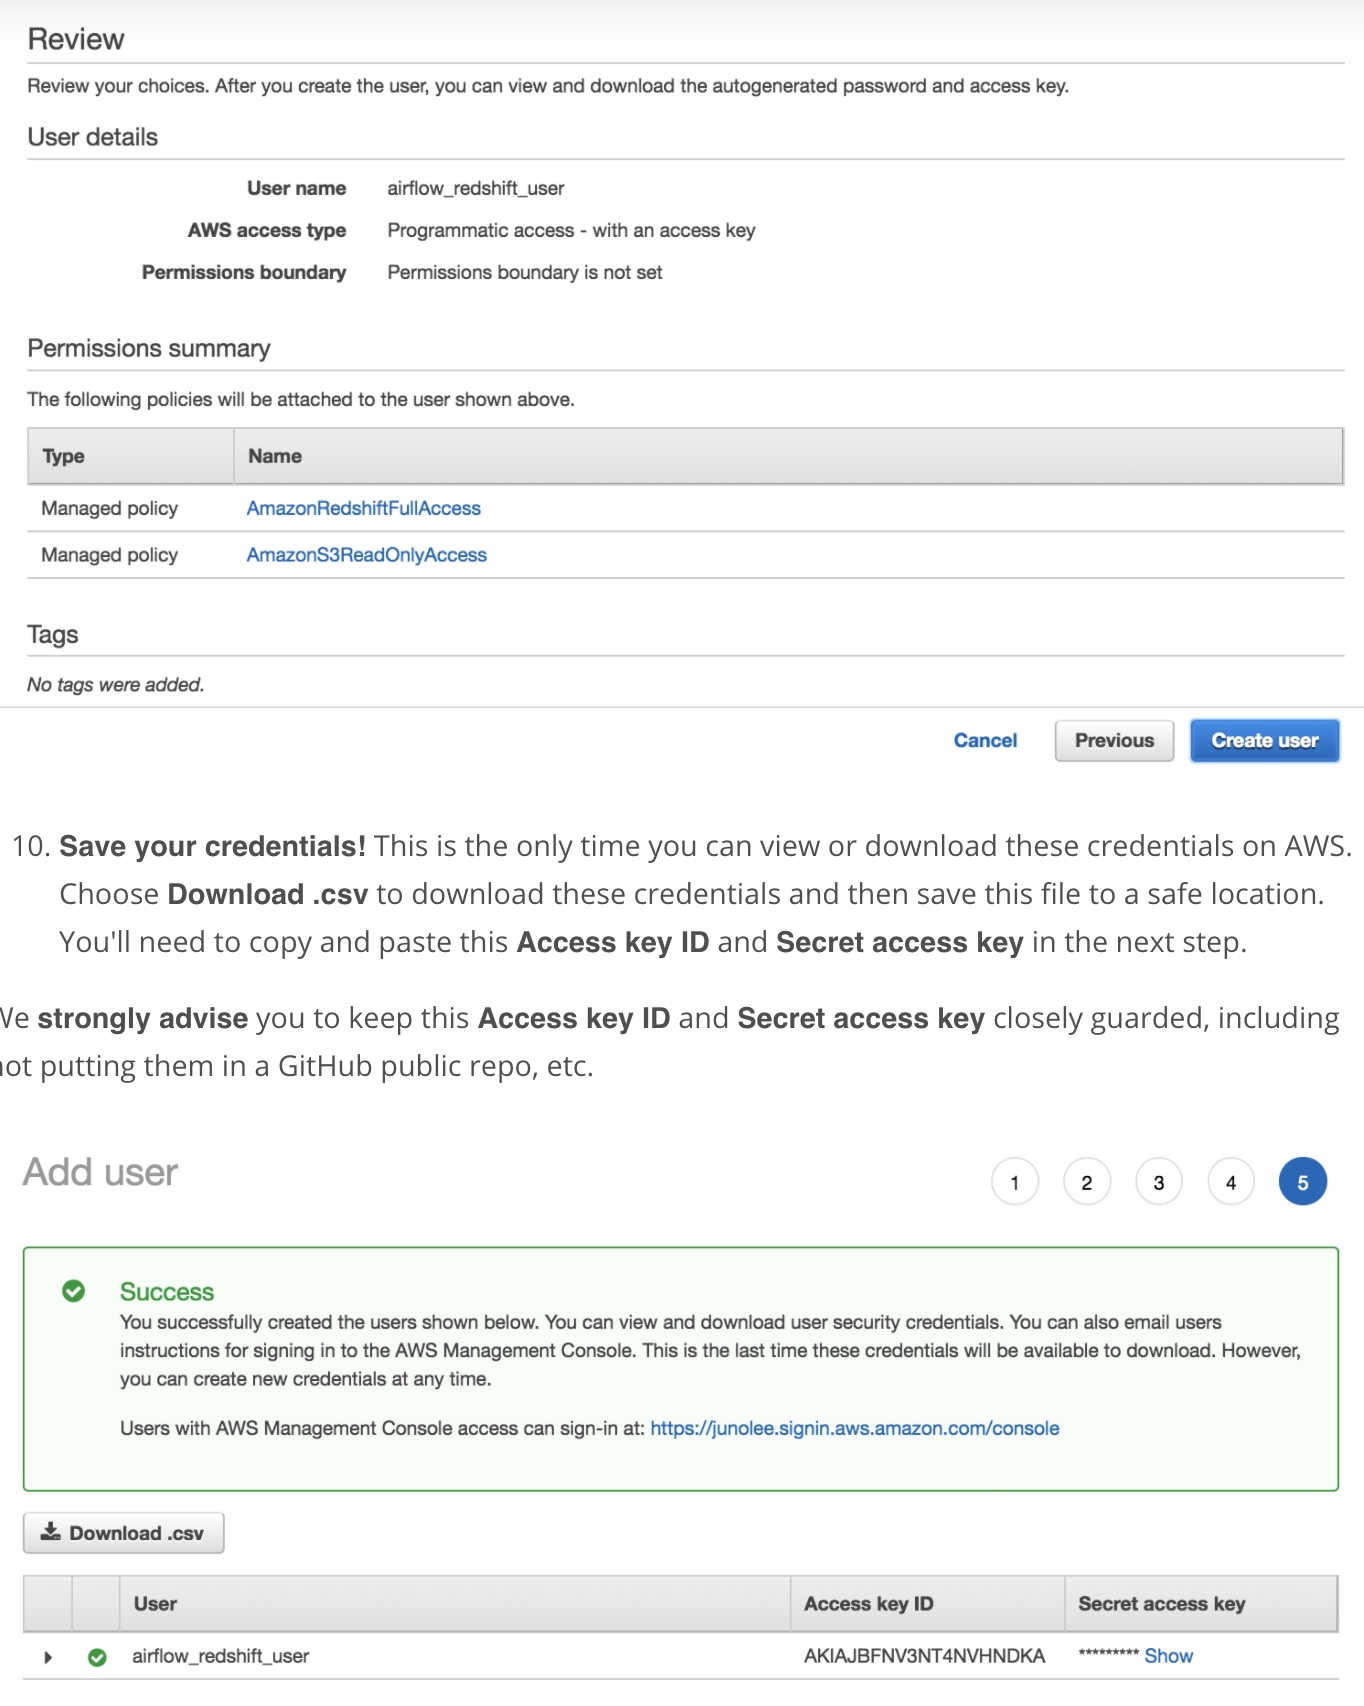 Review
Review your choices. After you create the user, you can view and download the autogenerated password and access key.
User details
User name airflow_redshift_user
AWS access type Programmatic access - with an access key
Permissions boundary Permissions boundary is not set
Permissions summary
The following policies will be attached to the user shown above.
Type Name
Managed policy AmazonRedshiftFullAccess
Managed policy AmazonS3ReadOnlyAccess
Tags
No tags were added.
Cancel Previous Create user
10. Save your credentials! This is the only time you can view or download these credentials on AWS.
Choose Download .csv to download these credentials and then save this file to a safe location.
You'll need to copy and paste this Access key ID and Secret access key in the next step.
We strongly advise you to keep this Access key ID and Secret access key closely guarded, including
not putting them in a GitHub public repo, etc.
Add user 1 2 3 4 5
Success
You successfully created the users shown below. You can view and download user security credentials. You can also email users
instructions for signing in to the AWS Management Console. This is the last time these credentials will be available to download. However,
you can create new credentials at any time.
Users with AWS Management Console access can sign-in at: https://junolee.signin.aws.amazon.com/console
Download .csv
User Access key ID Secret access key
airflow_redshift_user AKIAJBFNV3NT4NVHNDKA ********* Show